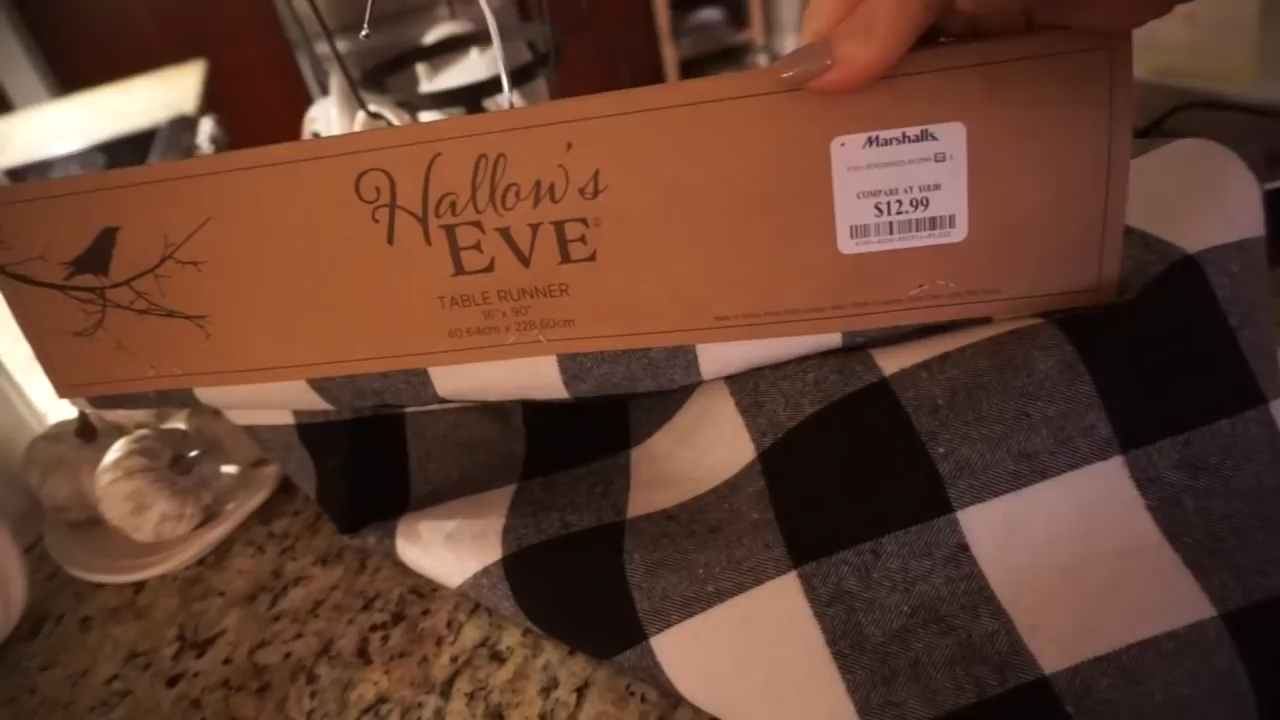 Hallow's
EVE
TABLE RUNNER
16" x 90"
40.64cm x 228.60cm
Marshalls.
COMPARE AT
$12.99